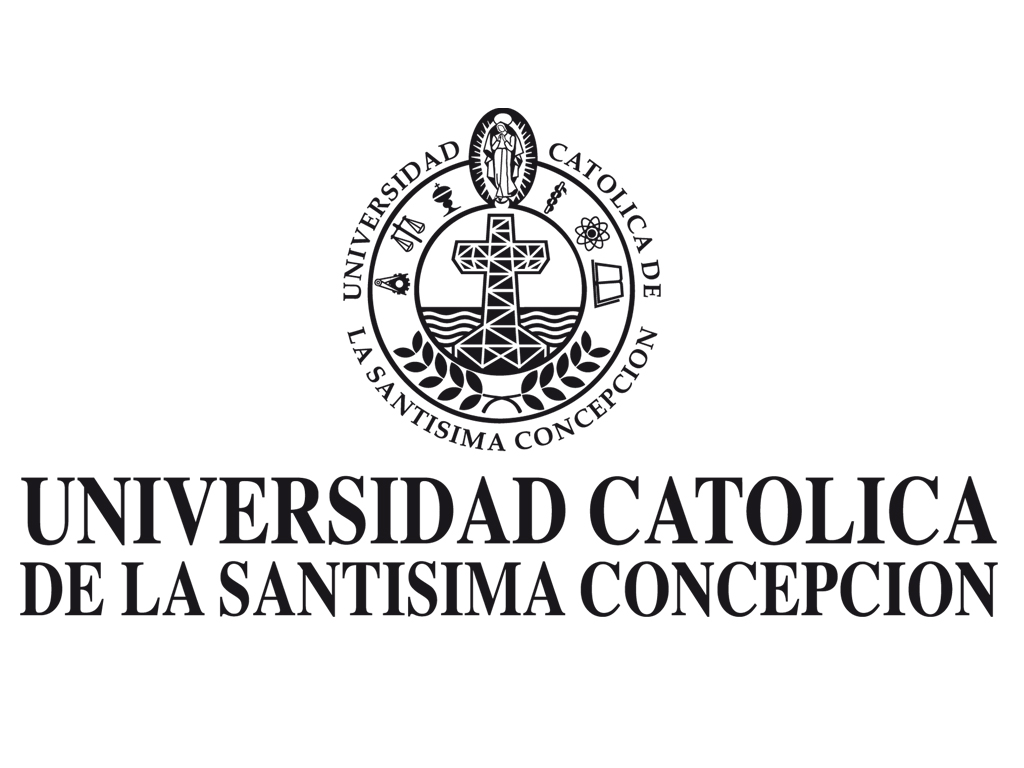 UNIVERSIDAD CATOLICA DE
LA SANTISIMA CONCEPCION
UNIVERSIDAD CATOLICA
DE LA SANTISIMA CONCEPCION